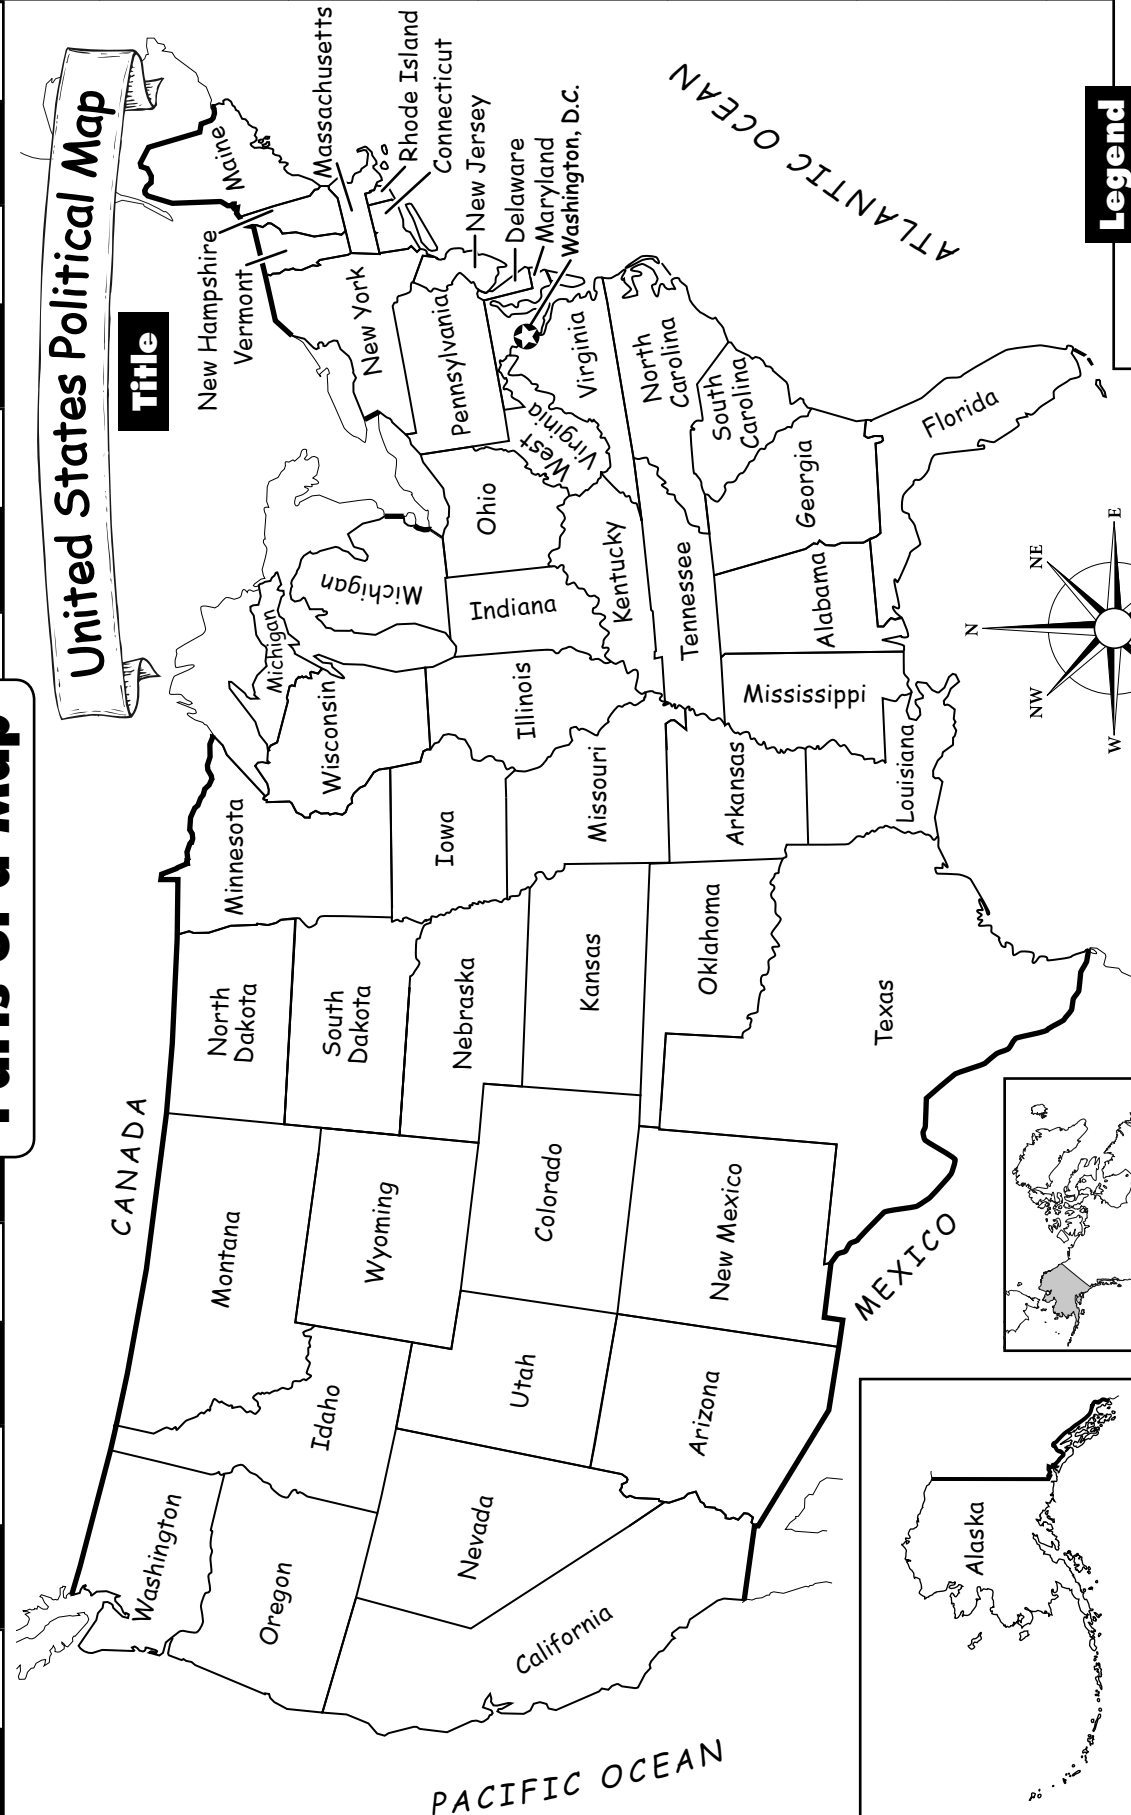 United States Political Map
Title
Legend
CANADA
MEXICO
ATLANTIC OCEAN
PACIFIC OCEAN
Washington
Oregon
California
Nevada
Idaho
Montana
Wyoming
Utah
Arizona
Colorado
New Mexico
North
Dakota
South
Dakota
Nebraska
Kansas
Oklahoma
Texas
Minnesota
Iowa
Missouri
Arkansas
Louisiana
Wisconsin
Michigan
Michigan
Illinois
Indiana
Ohio
Kentucky
Tennessee
Mississippi
Alabama
Georgia
Florida
South
Carolina
North
Carolina
Virginia
West
Virginia
Pennsylvania
New York
Vermont
New Hampshire
Maine
Massachusetts
Rhode Island
Connecticut
New Jersey
Delaware
Maryland
Washington, D.C.
Alaska
N
NE
E
NW
W